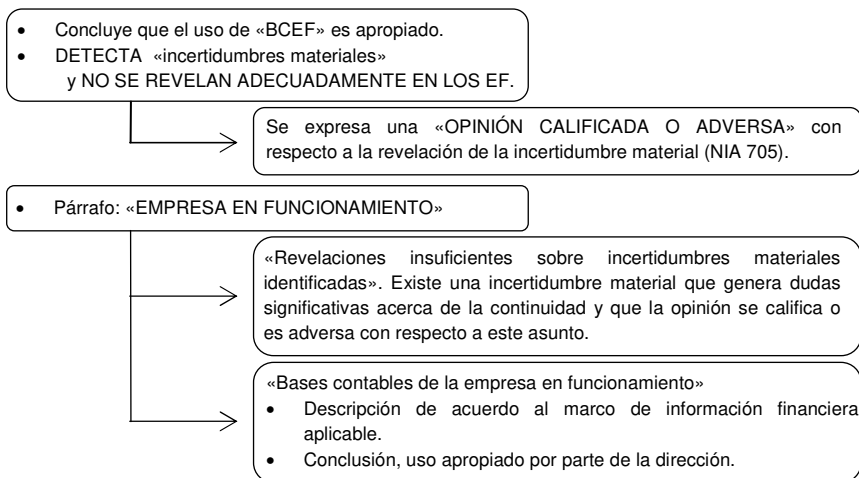 • Concluye que el uso de «BCEF» es apropiado.
• DETECTA «incertidumbres materiales»
y NO SE REVELAN ADECUADAMENTE EN LOS EF.
Se expresa una «OPINIÓN CALIFICADA O ADVERSA» con
respecto a la revelación de la incertidumbre material (NIA 705).
• Párrafo: «EMPRESA EN FUNCIONAMIENTO»
«Revelaciones insuficientes sobre incertidumbres materiales
identificadas». Existe una incertidumbre material que genera dudas
significativas acerca de la continuidad y que la opinión se califica o
es adversa con respecto a este asunto.
«Bases contables de la empresa en funcionamiento»
• Descripción de acuerdo al marco de información financiera
aplicable.
• Conclusión, uso apropiado por parte de la dirección.